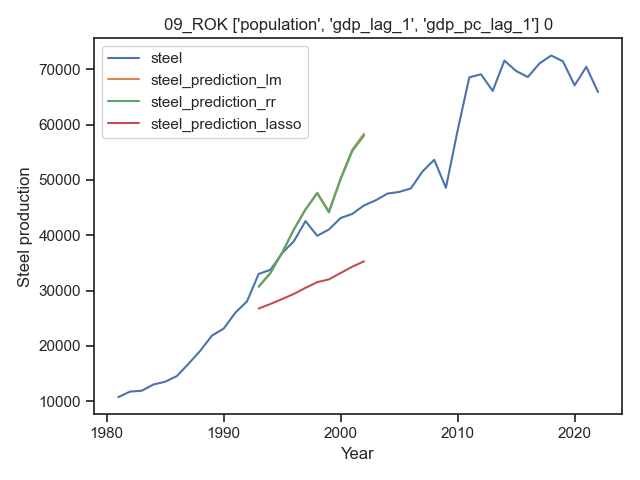 09_ROK ['population', 'gdp_lag_1', 'gdp_pc_lag_1'] 0
steel
steel_prediction_lm
steel_prediction_rr
steel_prediction_lasso
70000
60000
50000
40000
30000
20000
10000
Steel production
1980 1990 2000 2010 2020
Year